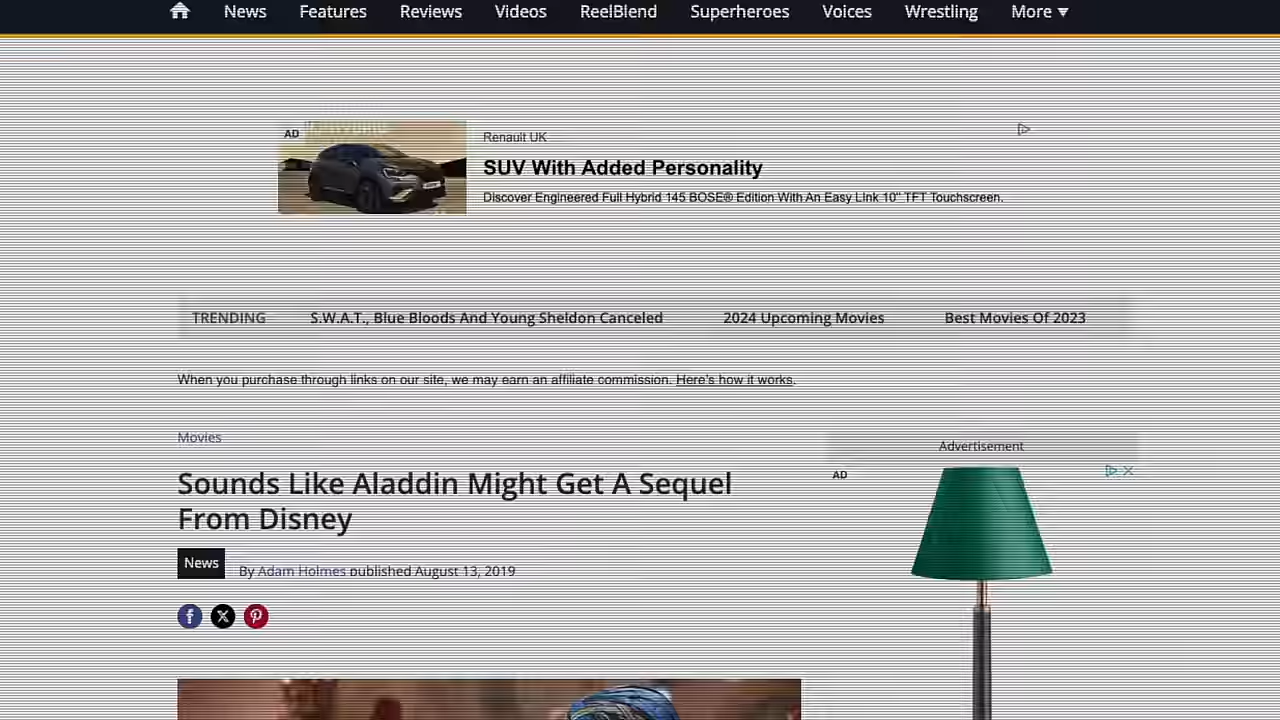 News Features Reviews Videos ReelBlend Superheroes Voices Wrestling More
AD
Renault UK
SUV With Added Personality
Discover Engineered Full Hybrid 145 BOSE® Edition With An Easy Link 10" TFT Touchscreen.
TRENDING S.W.A.T., Blue Bloods And Young Sheldon Canceled 2024 Upcoming Movies Best Movies Of 2023
When you purchase through links on our site, we may earn an affiliate commission. Here's how it works.
Movies
Advertisement
AD
Sounds Like Aladdin Might Get A Sequel
From Disney
News By Adam Holmes published August 13, 2019